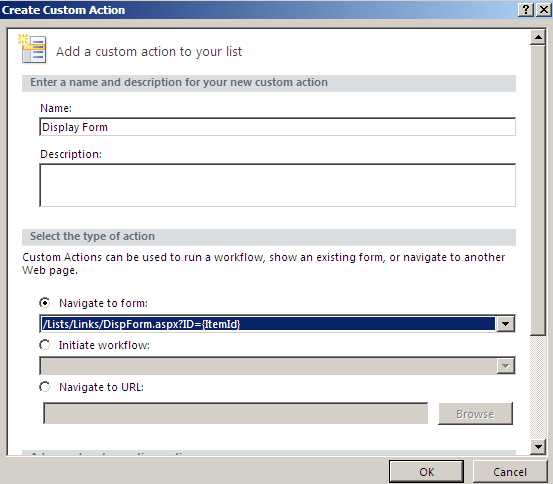 Create Custom Action
Add a custom action to your list
Enter a name and description for your new custom action
Name:
Display Form
Description:
Select the type of action
Custom Actions can be used to run a workflow, show an existing form, or navigate to another
Web page.
Navigate to form:
/Lists/Links/DispForm.aspx?ID={ItemId}
Initiate workflow:
Navigate to URL:
Browse
OK
Cancel